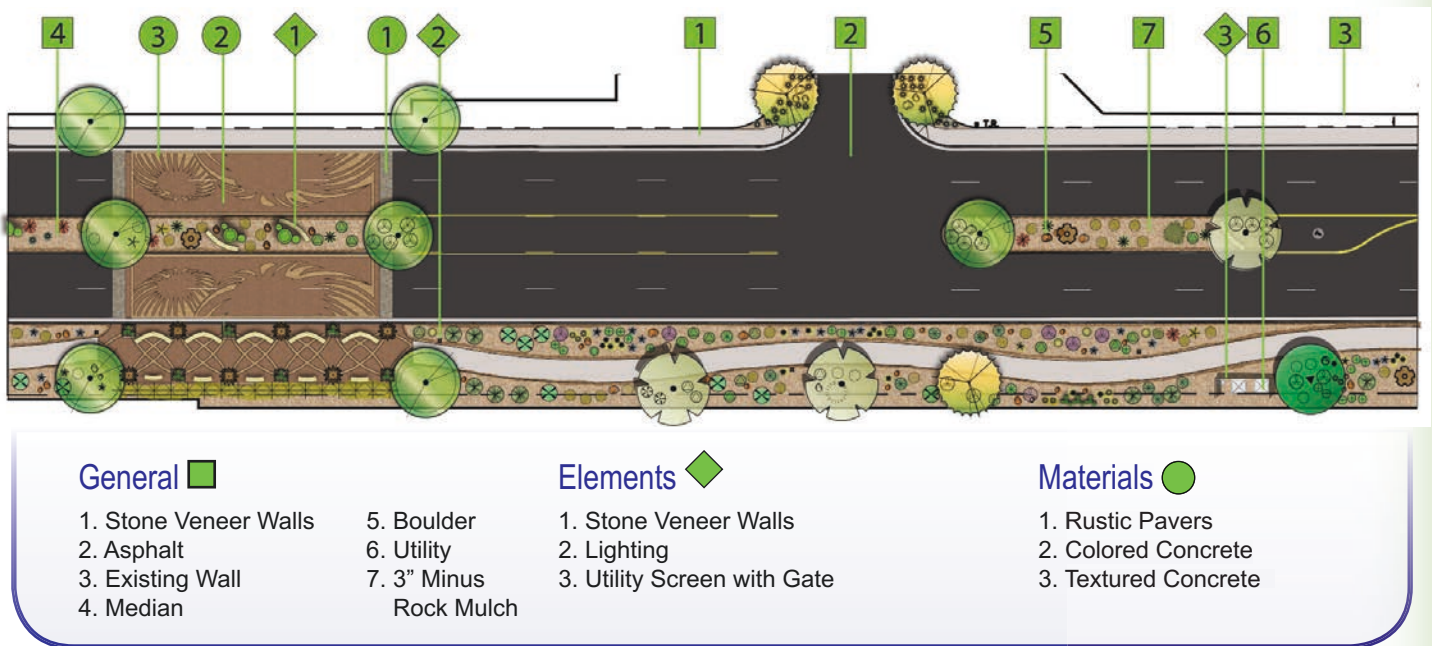 4 3 2 1 1 2 1 2 5 7 3 6 3
General
1. Stone Veneer Walls
2. Asphalt
3. Existing Wall
4. Median
5. Boulder
6. Utility
7. 3” Minus
Rock Mulch
Elements
1. Stone Veneer Walls
2. Lighting
3. Utility Screen with Gate
Materials
1. Rustic Pavers
2. Colored Concrete
3. Textured Concrete